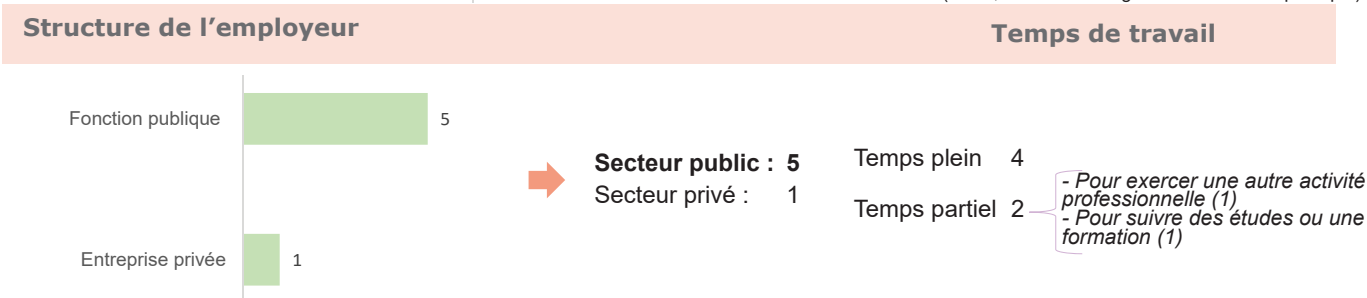 Structure de l'employeur
Temps de travail
Fonction publique 5
Entreprise privée 1
Secteur public : 5
Secteur privé : 1
Temps plein 4
Temps partiel 2
- Pour exercer une autre activité
professionnelle (1)
- Pour suivre des études ou une
formation (1)